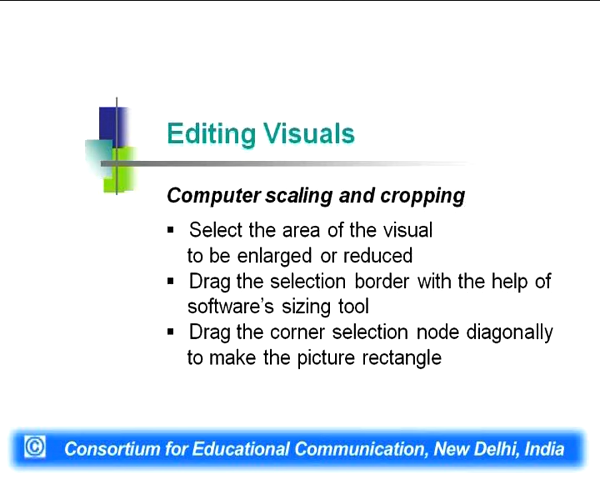 Editing Visuals
Computer scaling and cropping
▪ Select the area of the visual
to be enlarged or reduced
▪ Drag the selection border with the help of
software's sizing tool
▪ Drag the corner selection node diagonally
to make the picture rectangle
© Consortium for Educational Communication, New Delhi, India